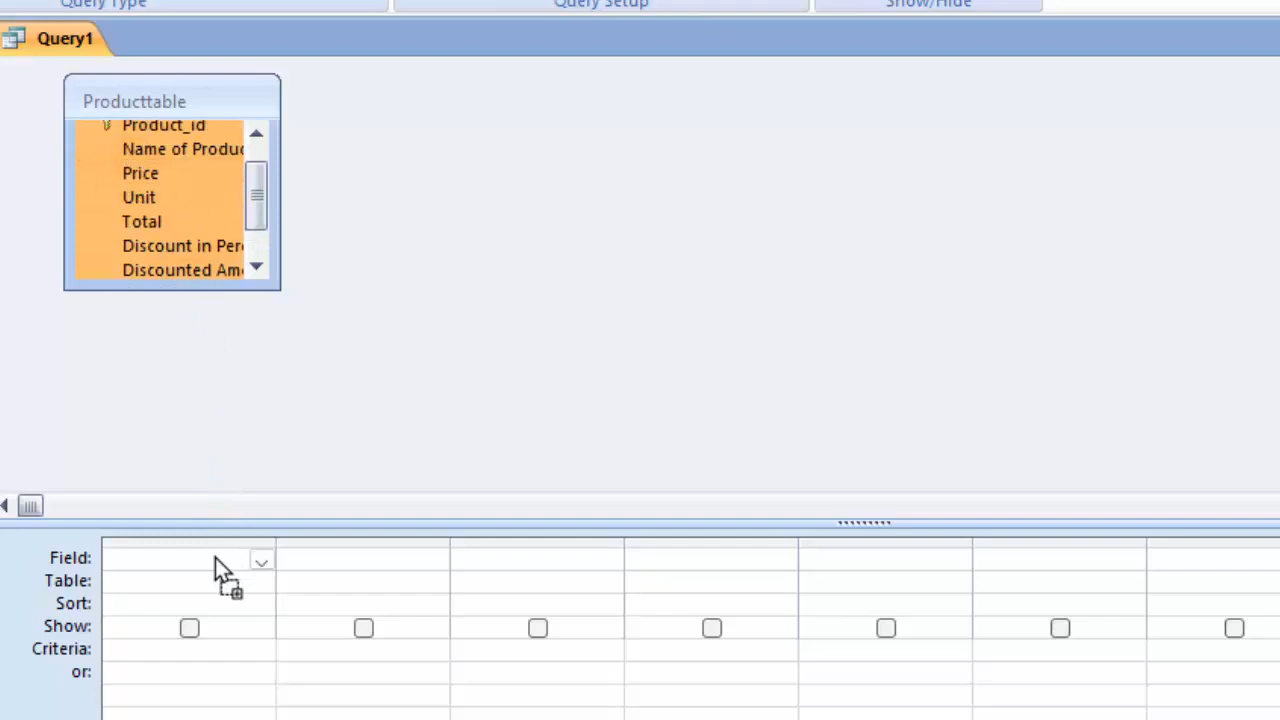 Query Type
Query Setup
Show/Hide
Query1
Producttable
Product_id
Name of Produc
Price
Unit
Total
Discount in Per
Discounted Am
Field:
Table:
Sort:
Show:
Criteria:
or: